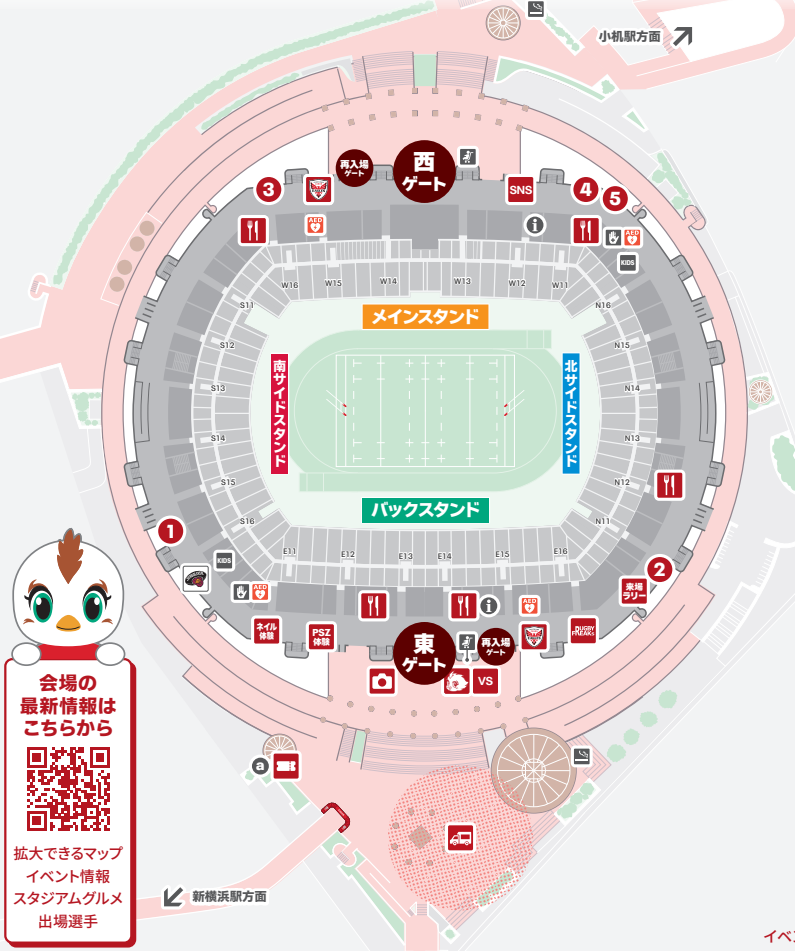 小机駅方面
再入場
ゲート
西
ゲート
3
SNS
4
5
AED
i
AED
KIDS
W16
W15
W14
W13
W12
W11
S11
N16
メインスタンド
S12
N15
S13
N14
南サイドスタンド
北サイドスタンド
S14
N13
S15
N12
バックスタンド
S16
N11
1
E11
E12
E13
E14
E15
E16
KIDS
2
AED
来場
ラリー
i
AED
ネイル
体験
PSZ
体験
東
ゲート
再入場
ゲート
RUGBY
FREAKs
VS
会場の
最新情報は
こちらから
a
拡大できるマップ
イベント情報
スタジアムグルメ
出場選手
新横浜駅方面
イベ